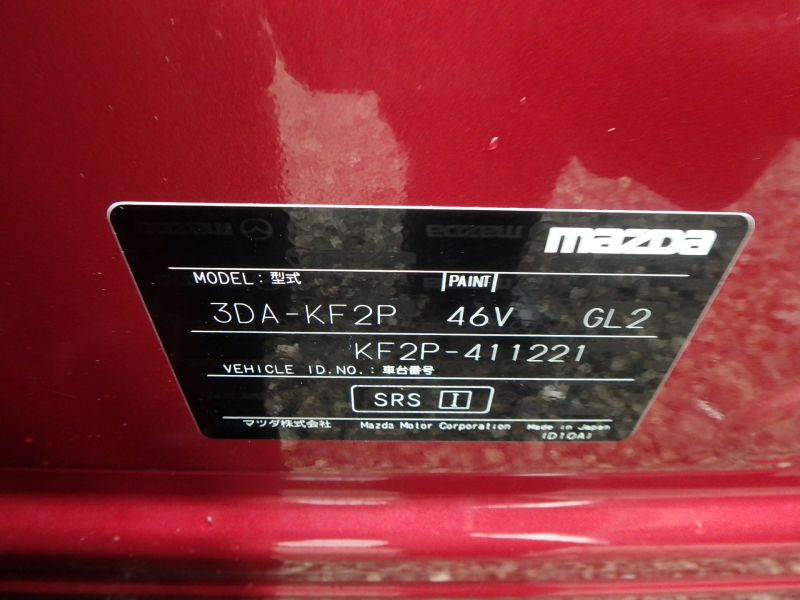 mazda
MODEL: 型式 PAINT
3DA-KF2P 46V GL2
KF2P-411221
VEHICLE ID.NO.: 車台番号
SRS I
マツダ株式会社 Mazda Motor Corporation Made in Japan
(D10A)